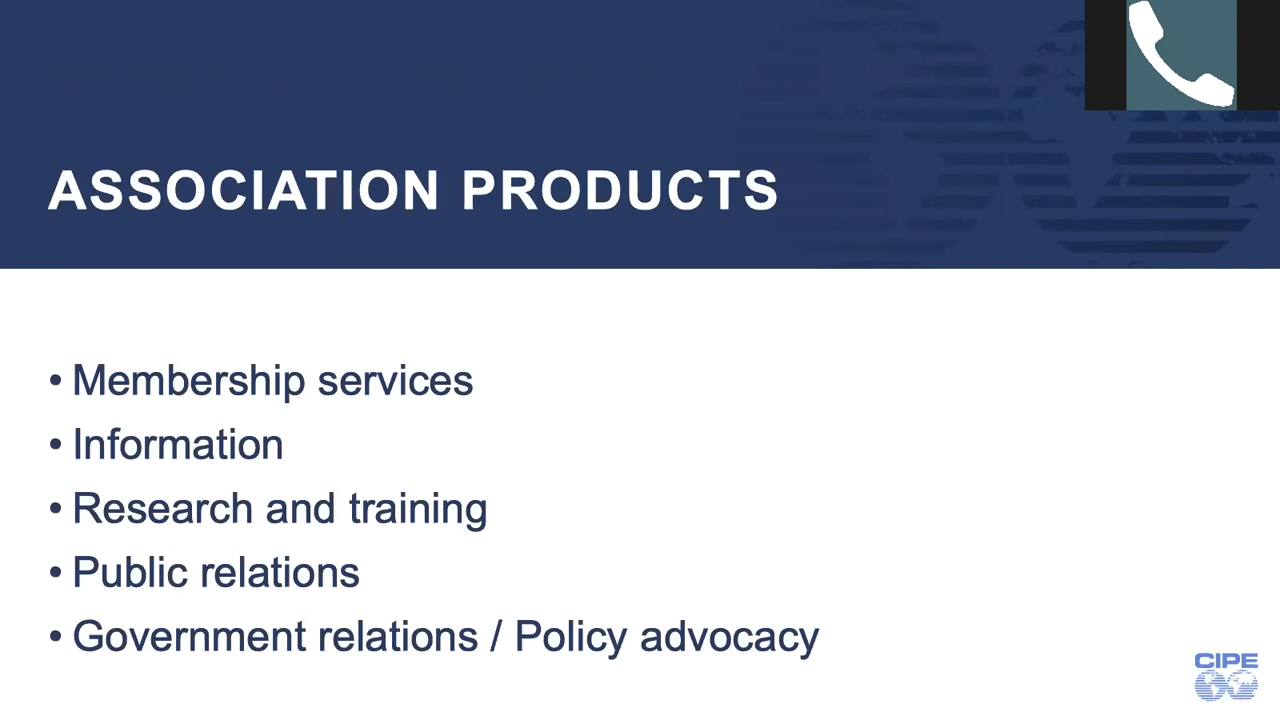 ASSOCIATION PRODUCTS
• Membership services
• Information
• Research and training
• Public relations
• Government relations / Policy advocacy
CIPE